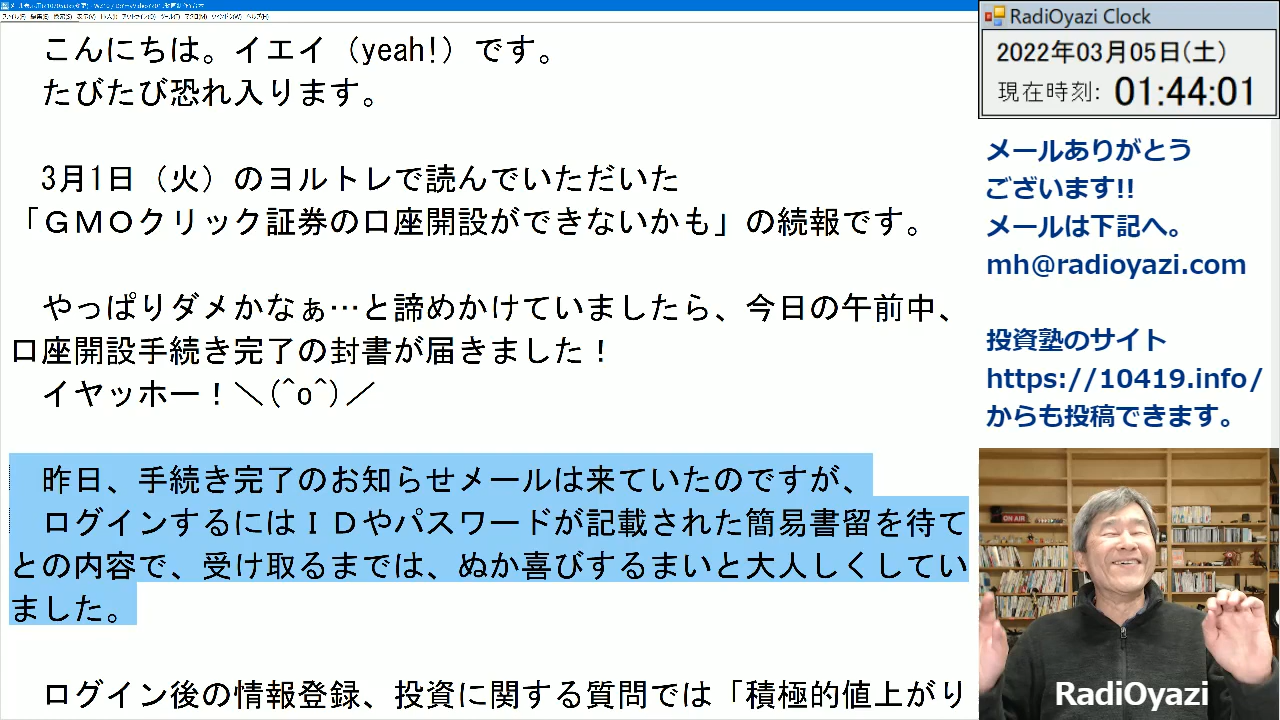 こんにちは。イエイ（yeah!）です。
たびたび恐れ入ります。
3月1日（火）のヨルトレで読んでいただいた
「ＧＭＯクリック証券の口座開設ができないかも」の続報です。
やっぱりダメかなぁ…と諦めかけていましたら、今日の午前中、
口座開設手続き完了の封書が届きました！
イヤッホー！＼(^o^)／
昨日、手続き完了のお知らせメールは来ていたのですが、
ログインするにはＩＤやパスワードが記載された簡易書留を待て
との内容で、受け取るまでは、ぬか喜びするまいと大人しくしてい
ました。
ログイン後の情報登録、投資に関する質問では「積極的値上がり
RadiOyazi Clock
2022年03月05日(土)
現在時刻: 01:44:01
メールありがとう
ございます!!
メールは下記へ。
mh@radioyazi.com
投資塾のサイト
https://10419.info/
からも投稿できます。
ON AIR
RadiOyazi